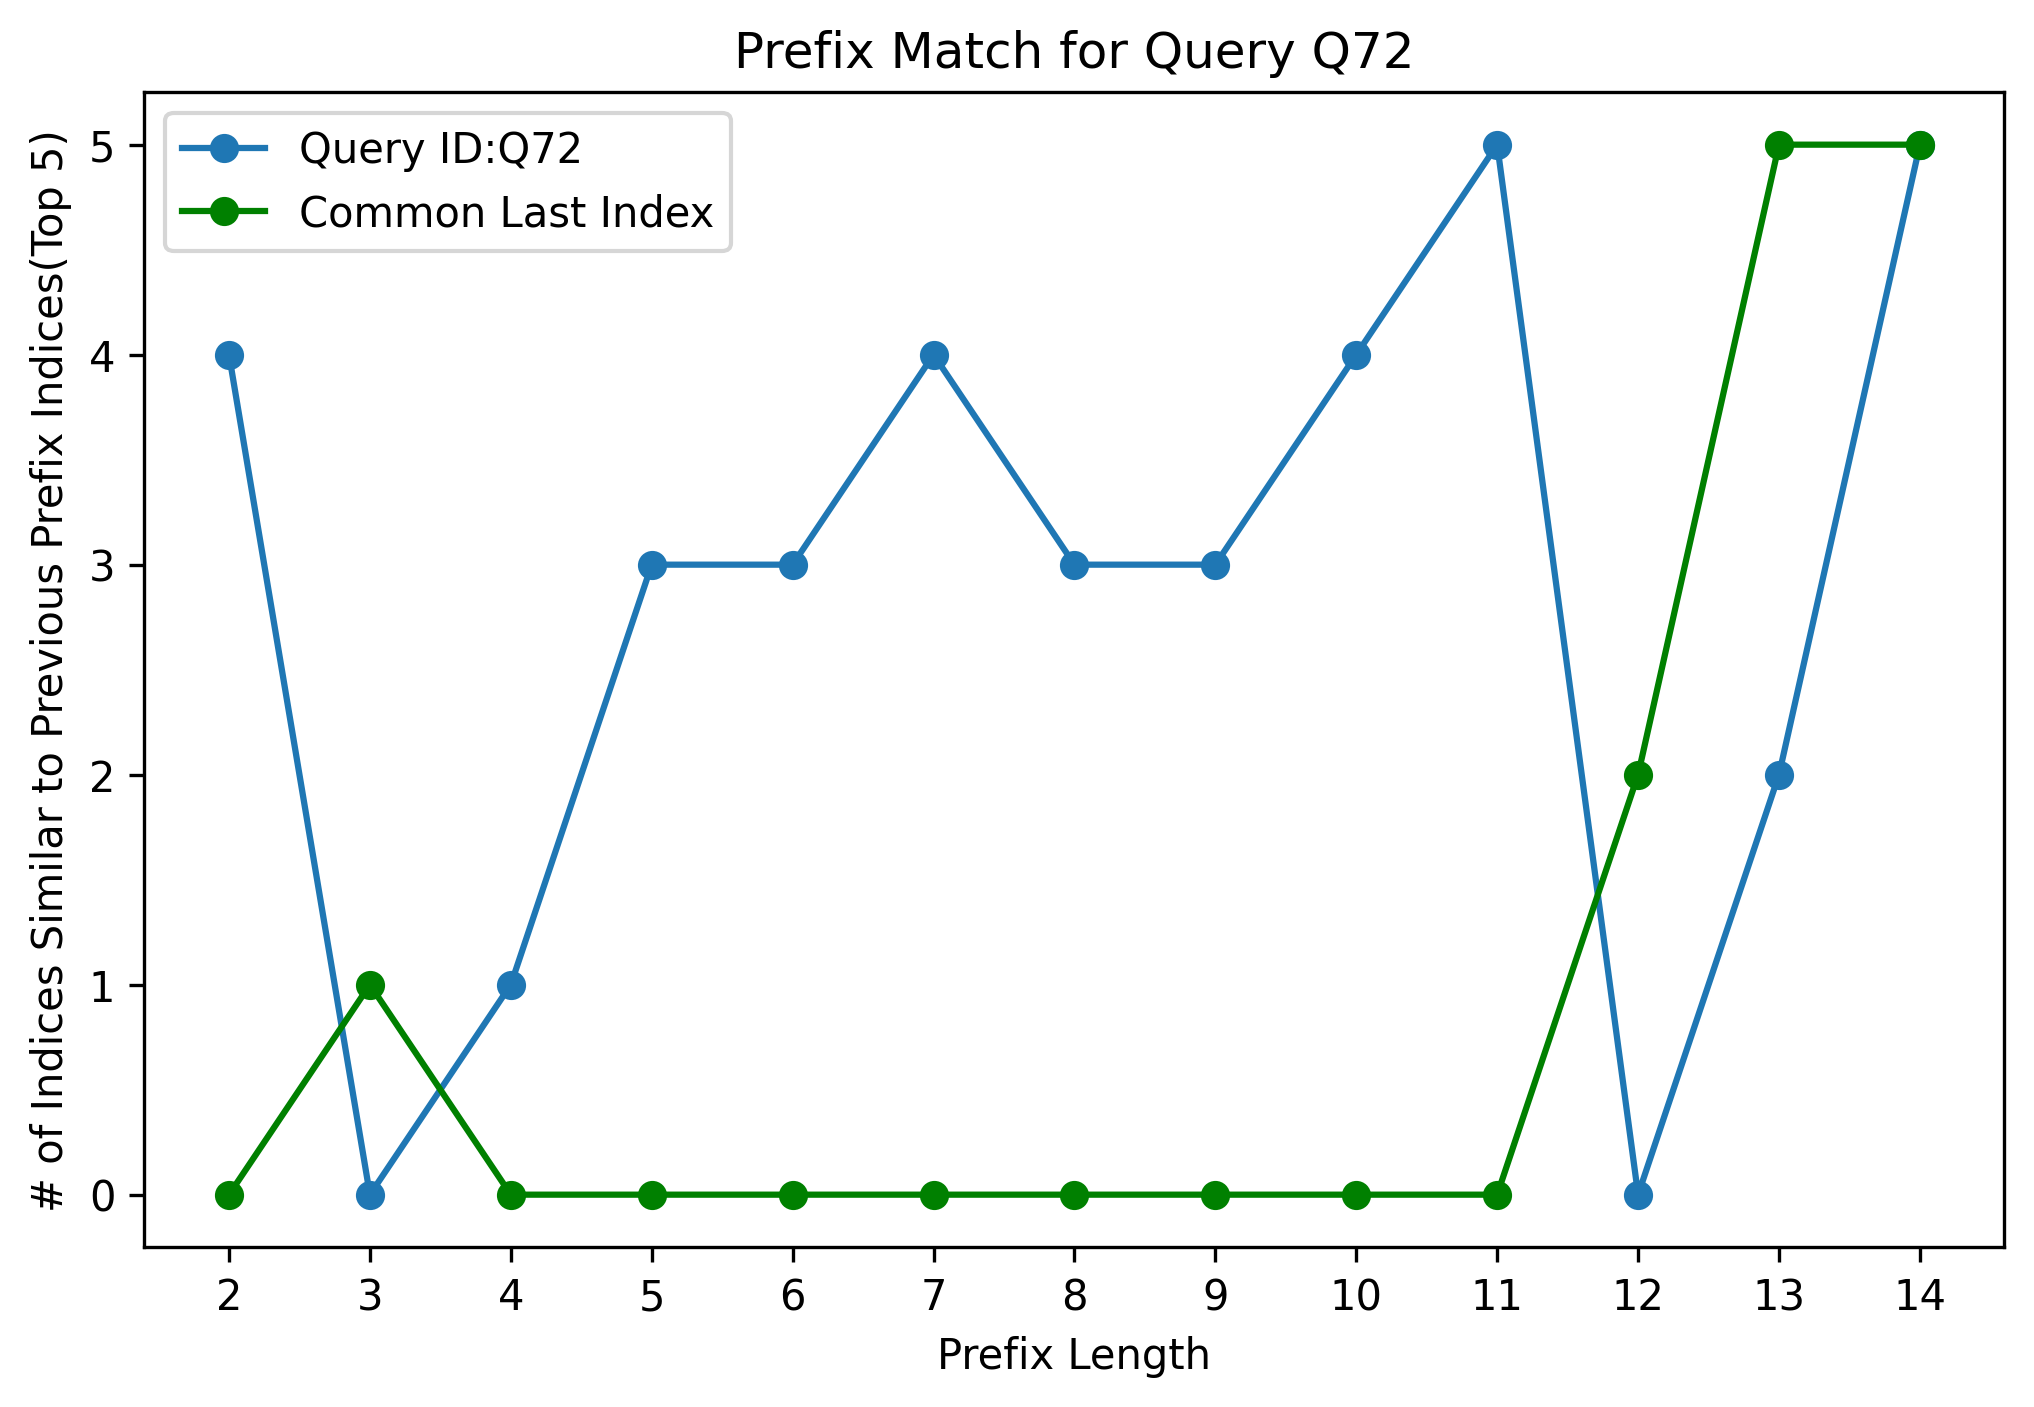 Prefix Match for Query Q72
Query ID:Q72
Common Last Index
# of Indices Similar to Previous Prefix Indices(Top 5)
5
4
3
2
1
0
2 3 4 5 6 7 8 9 10 11 12 13 14
Prefix Length